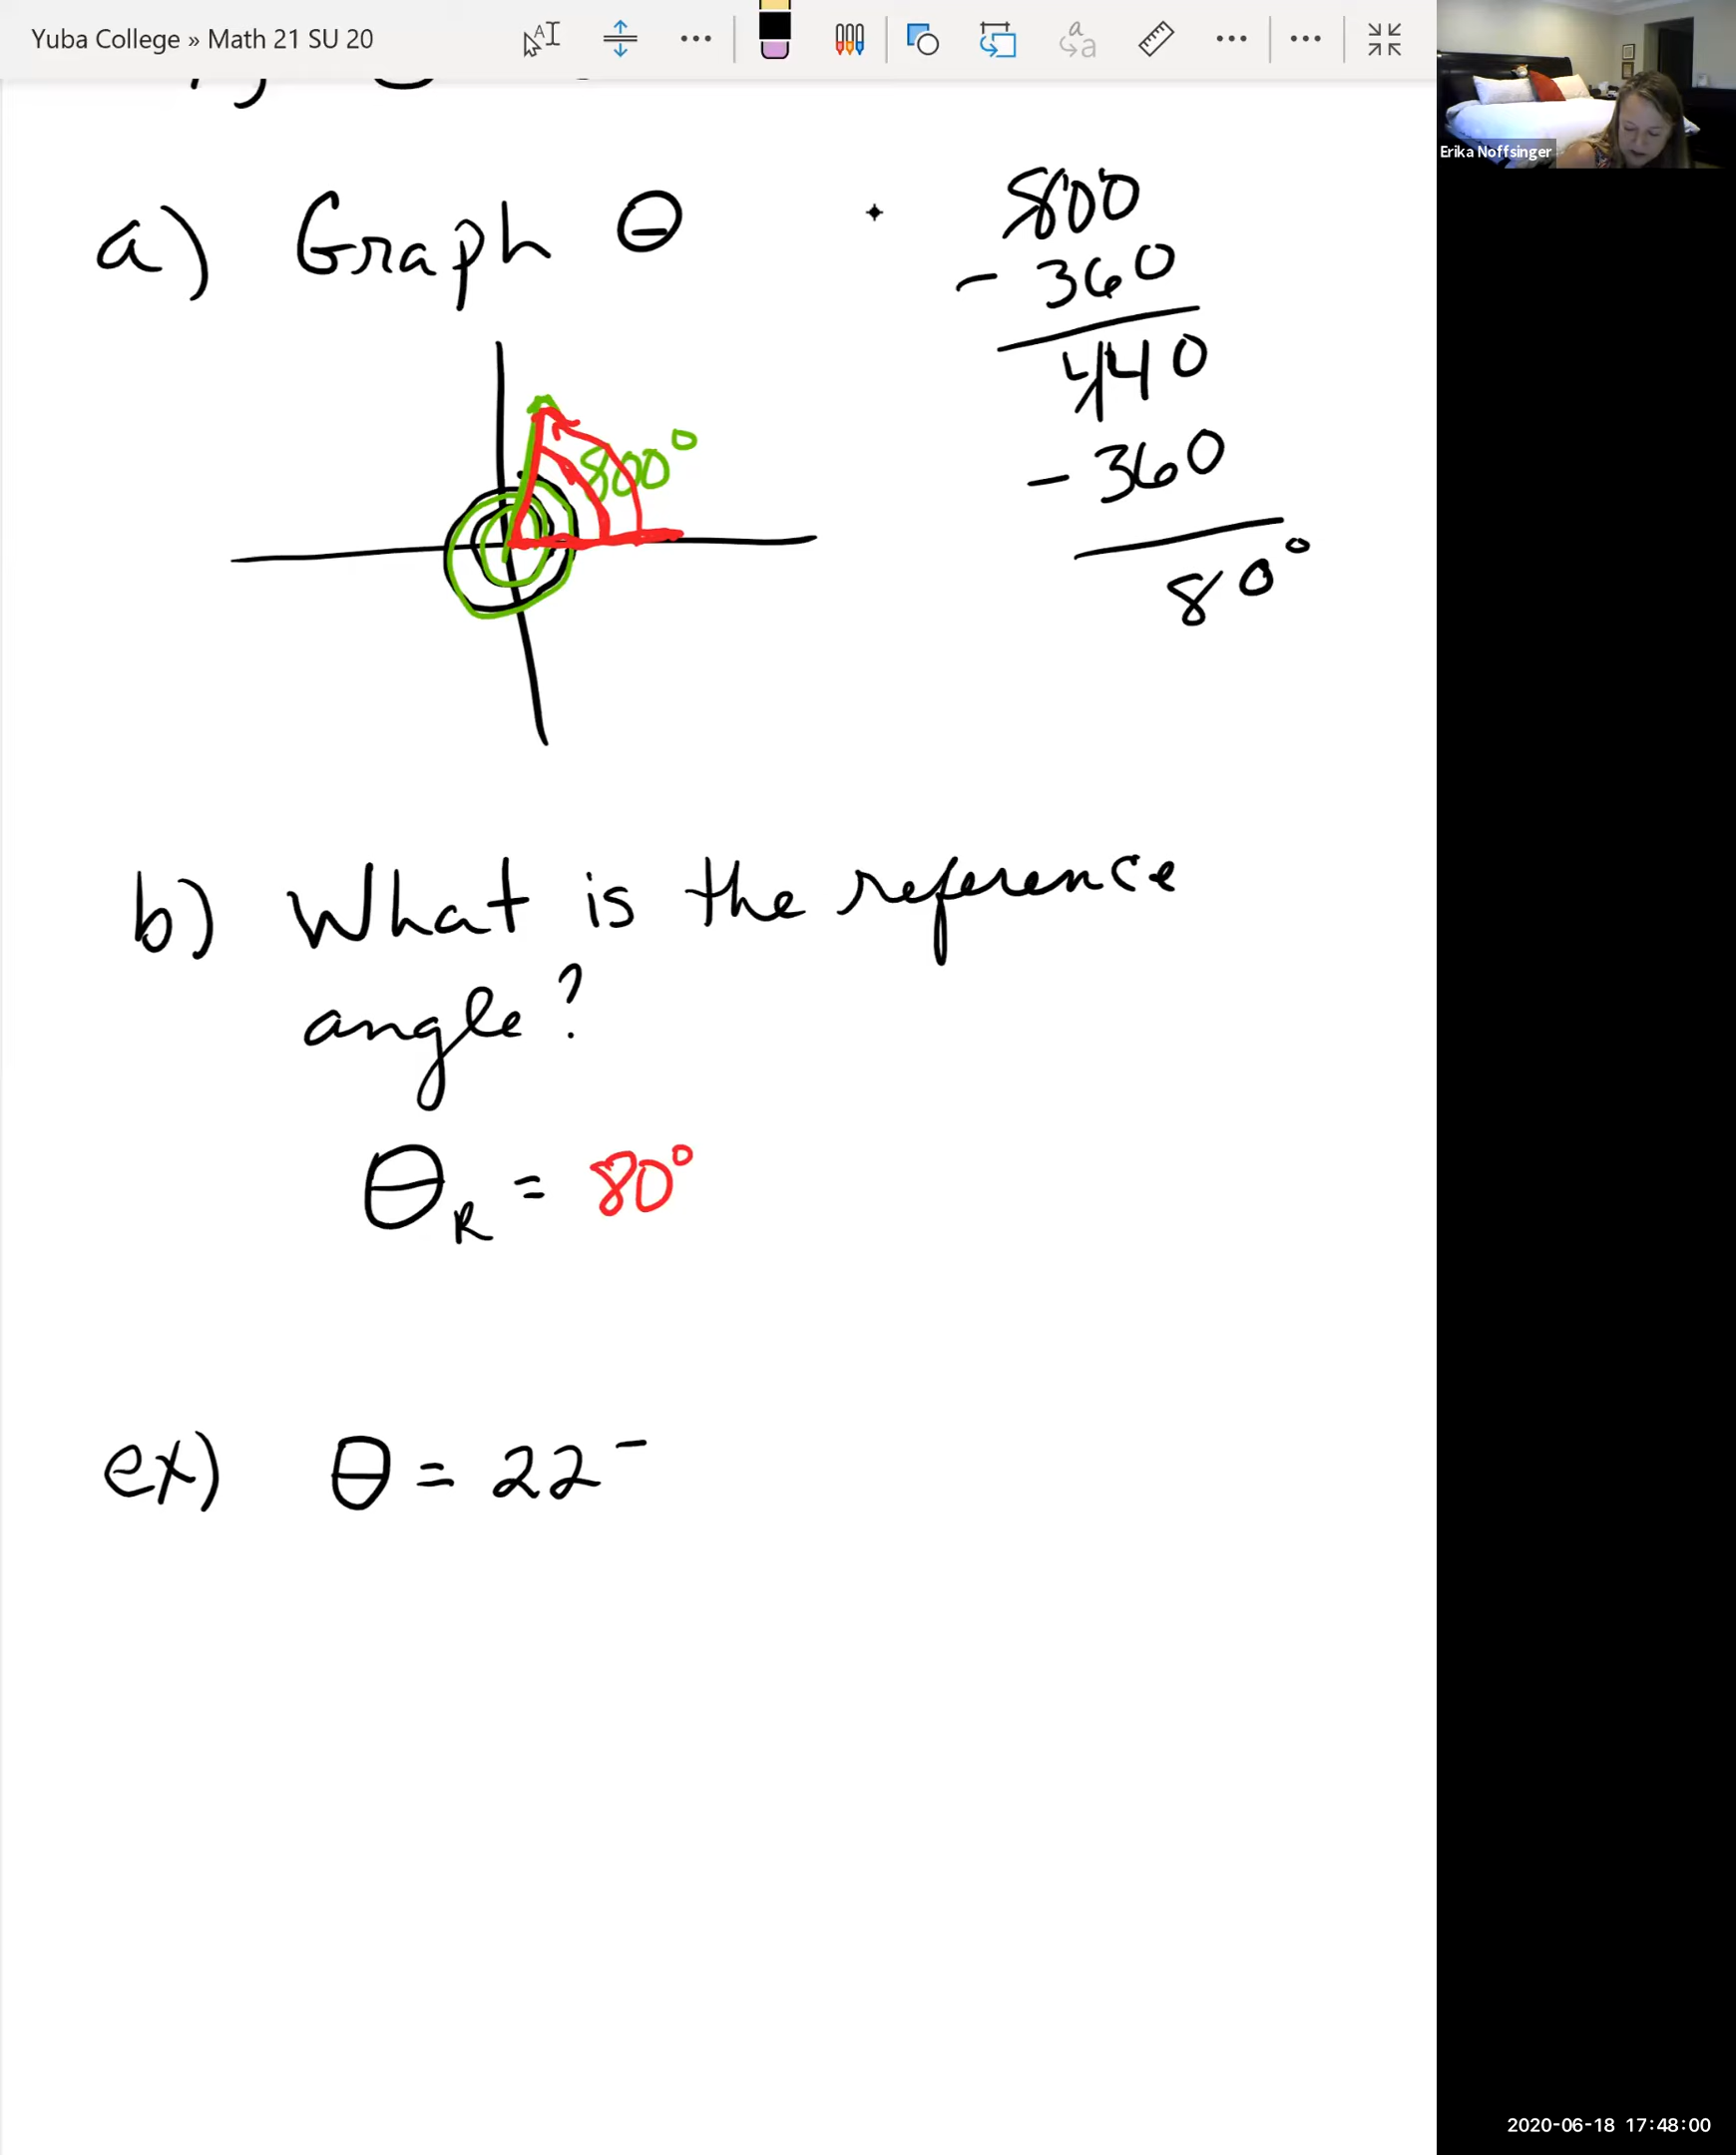 Yuba College » Math 21 SU 20
Erika Noffsinger
a) Graph θ
800
- 360
440
- 360
80°
800°
b) What is the reference
angle?
θR = 80°
ex) θ = 22 -
2020-06-18 17:48:00